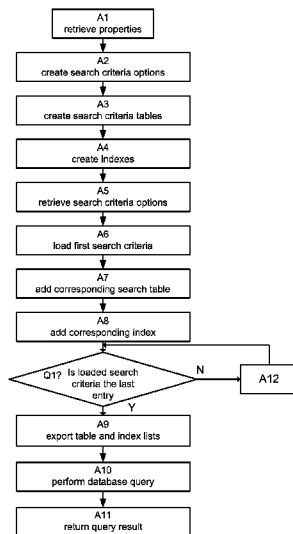 A1
retrieve properties
A2
create search criteria options
A3
create search criteria tables
A4
create Indexes
A5
retrieve search criteria options
A6
load first search criteria
A7
add corresponding search table
A8
add corresponding index
Q1? Is loaded search
criteria the last
entry
N
A12
Y
A9
export table and index lists
A10
perform database query
A11
return query result